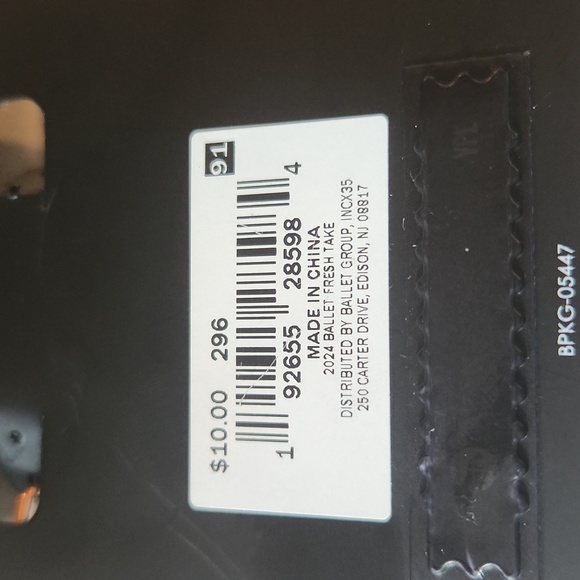 $10.00 296 91
1 92655 28598 4
MADE IN CHINA
2024 BALLET FRESH TAKE
DISTRIBUTED BY BALLET GROUP, INCX35
250 CARTER DRIVE, EDISON, NJ 08817
BPKG-05447